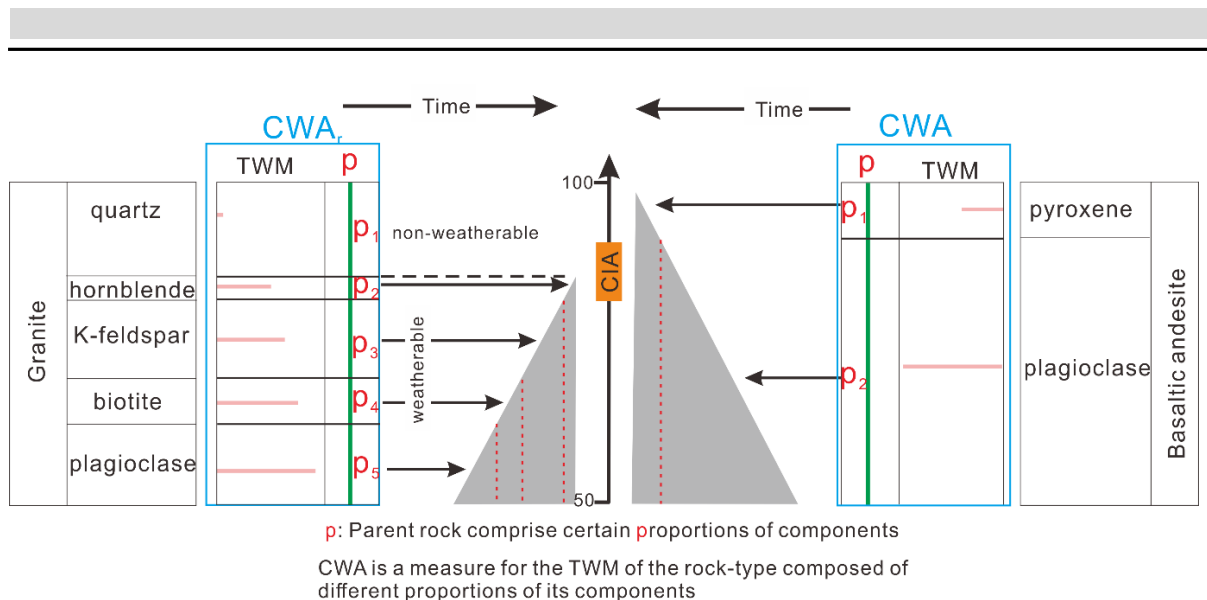 Time
Time
CWAr
CWA
TWM
p
p
TWM
100
quartz
p1
non-weatherable
p1
pyroxene
Granite
hornblende
p2
CIA
K-feldspar
p3
weatherable
p2
plagioclase
Basaltic andesite
biotite
p4
plagioclase
p5
50
p: Parent rock comprise certain proportions of components
CWA is a measure for the TWM of the rock-type composed of
different proportions of its components